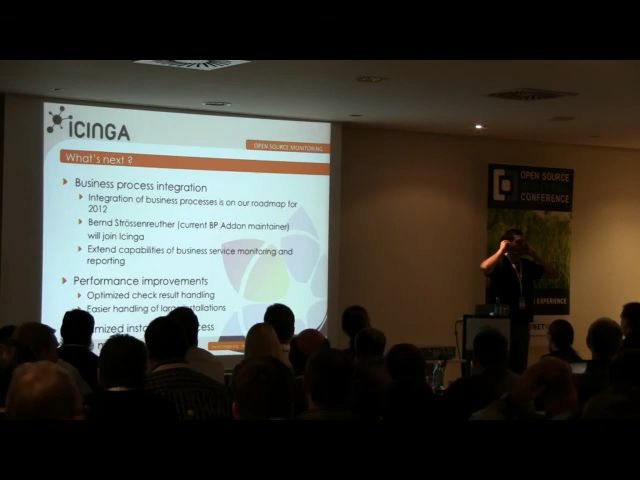 ICINGA
OPEN SOURCE MONITORING
What's next ?
Business process integration
Integration of business processes is on our roadmap for
2012
Bernd Strössenreuther (current BP Addon maintainer)
will join Icinga
Extend capabilities of business service monitoring and
reporting
Performance improvements
Optimized check result handling
Easier handling of large installations
OPEN SOURCE
CONFERENCE
EXPERIENCE